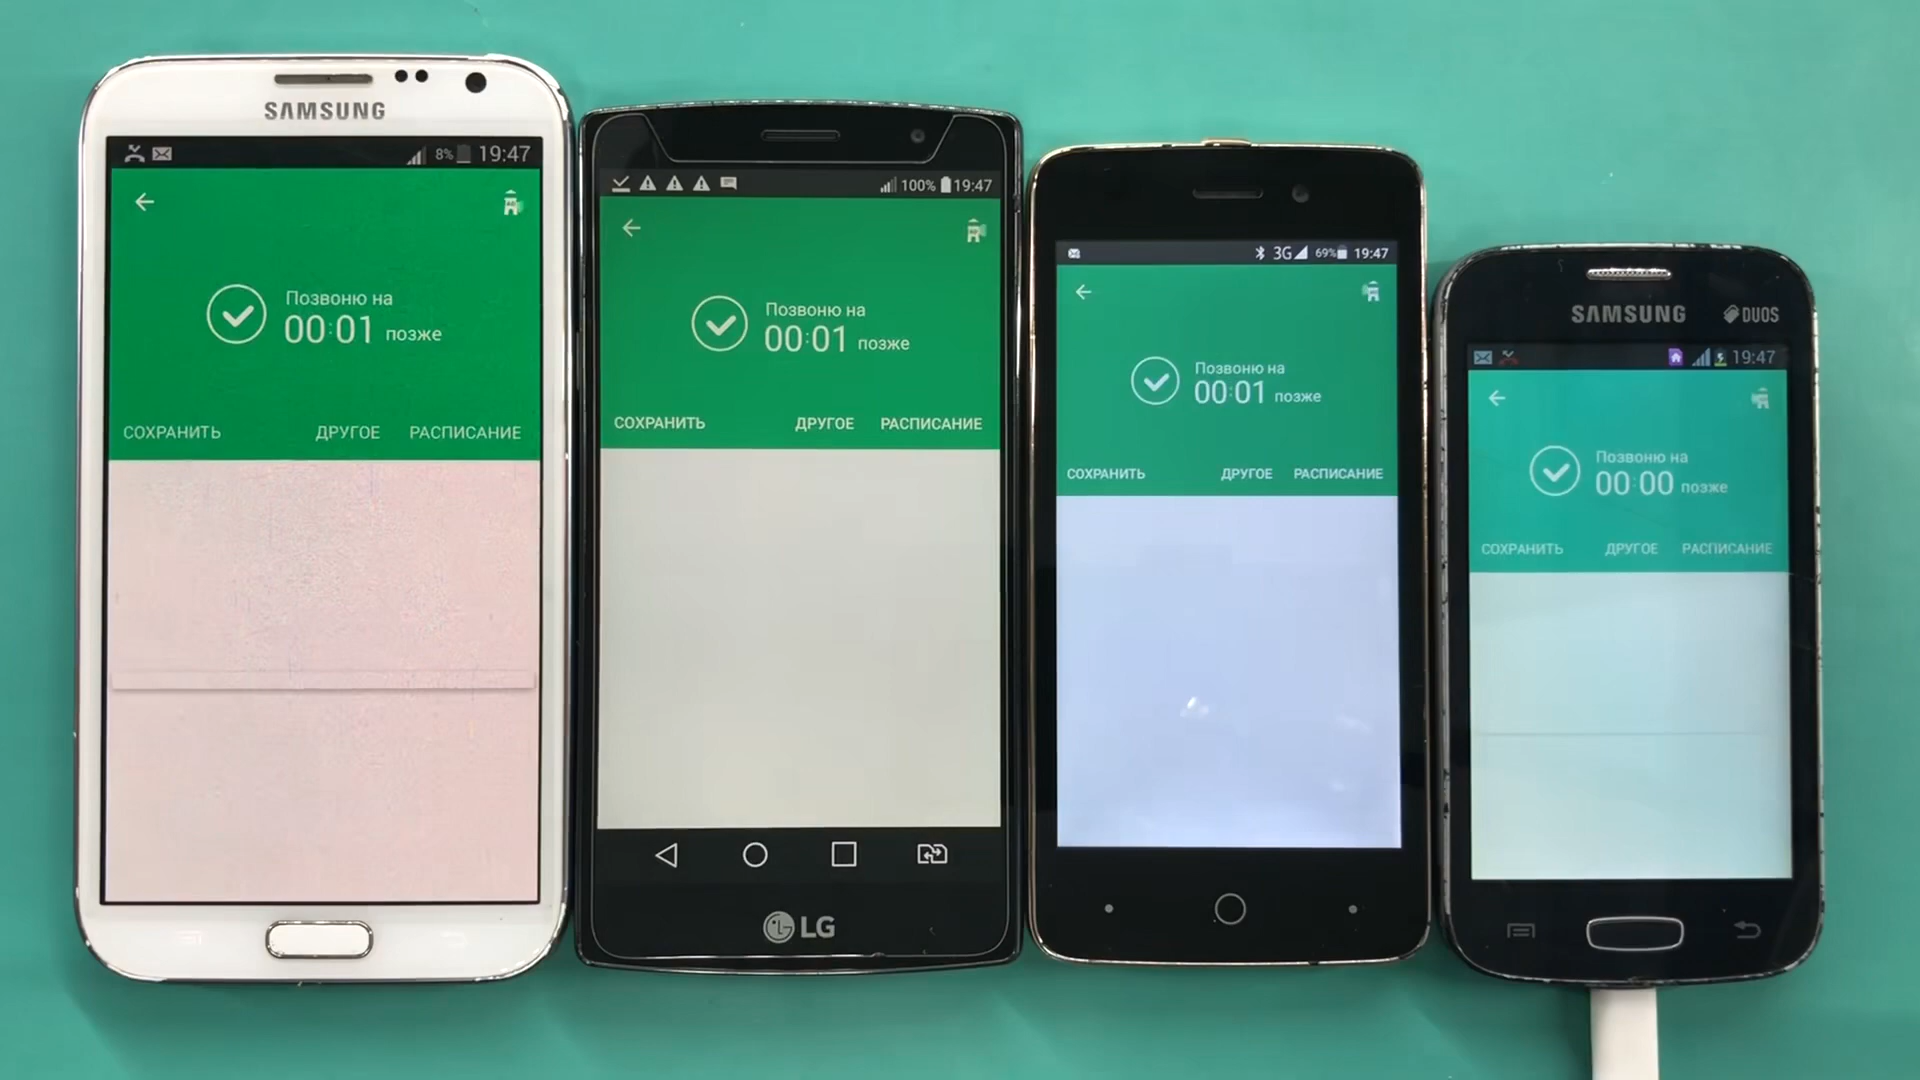 SAMSUNG
8% 19:47
Позвоню на
00:01 позже
СОХРАНИТЬ ДРУГОЕ РАСПИСАНИЕ
100% 19:47
Позвоню на
00:01 позже
СОХРАНИТЬ ДРУГОЕ РАСПИСАНИЕ
LG
3G 69% 19:47
Позвоню на
00:01 позже
СОХРАНИТЬ ДРУГОЕ РАСПИСАНИЕ
SAMSUNG DUOS
19:47
Позвоню на
00:00 позже
СОХРАНИТЬ ДРУГОЕ РАСПИСАНИЕ